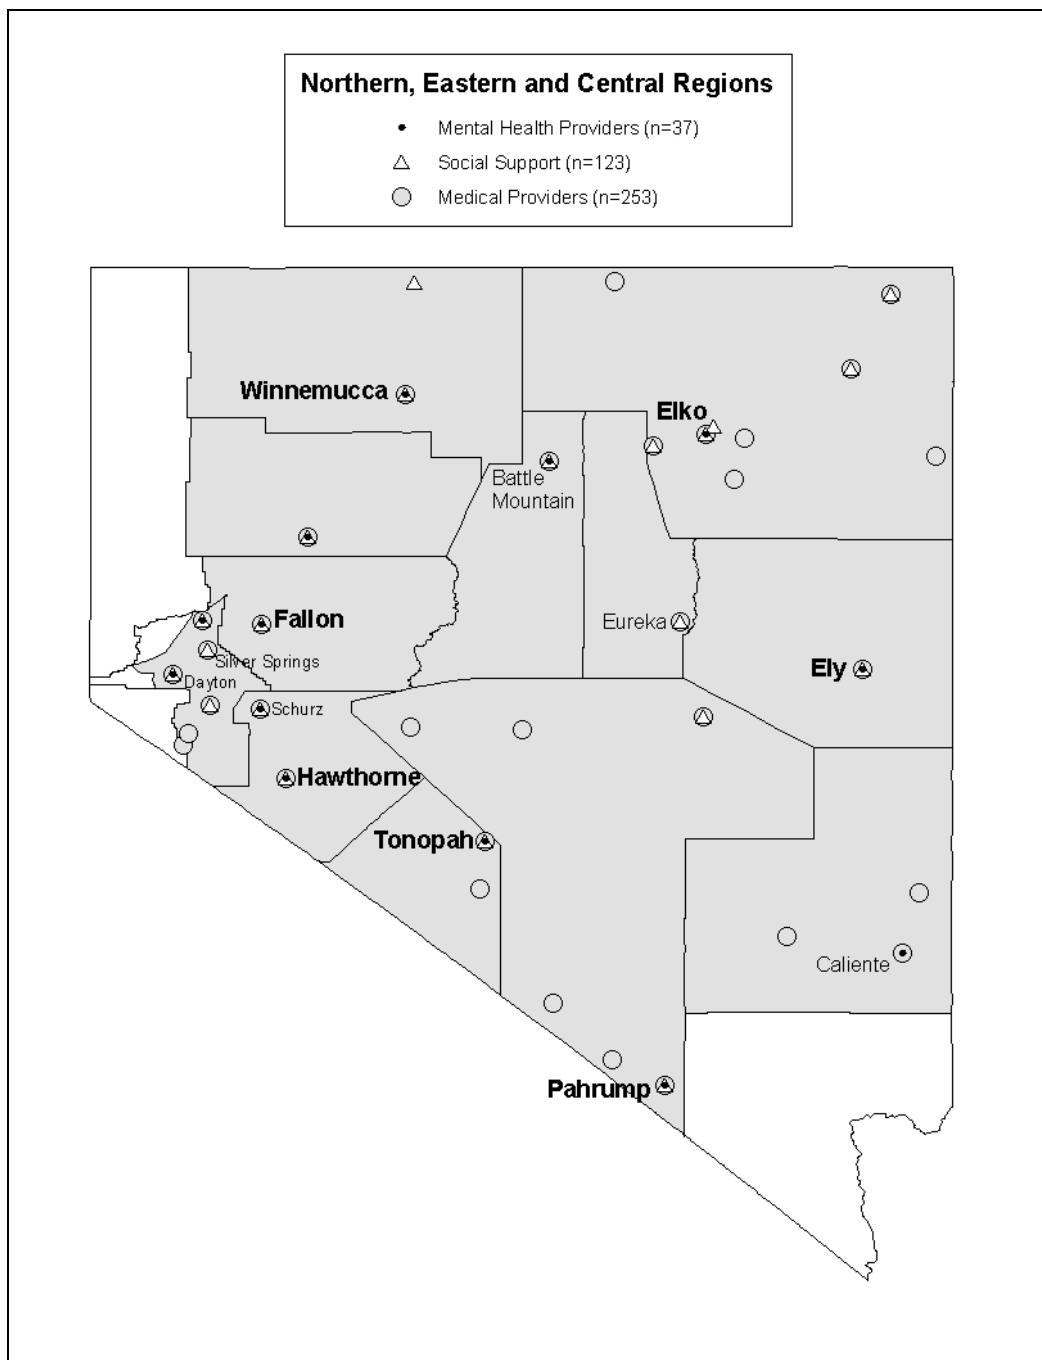 Northern, Eastern and Central Regions
Mental Health Providers (n=37)
Social Support (n=123)
Medical Providers (n=253)
Winnemucca
Elko
Battle
Mountain
Fallon
Eureka
Silver Springs
Ely
Dayton
Schurz
Hawthorne
Tonopah
Caliente
Pahrump